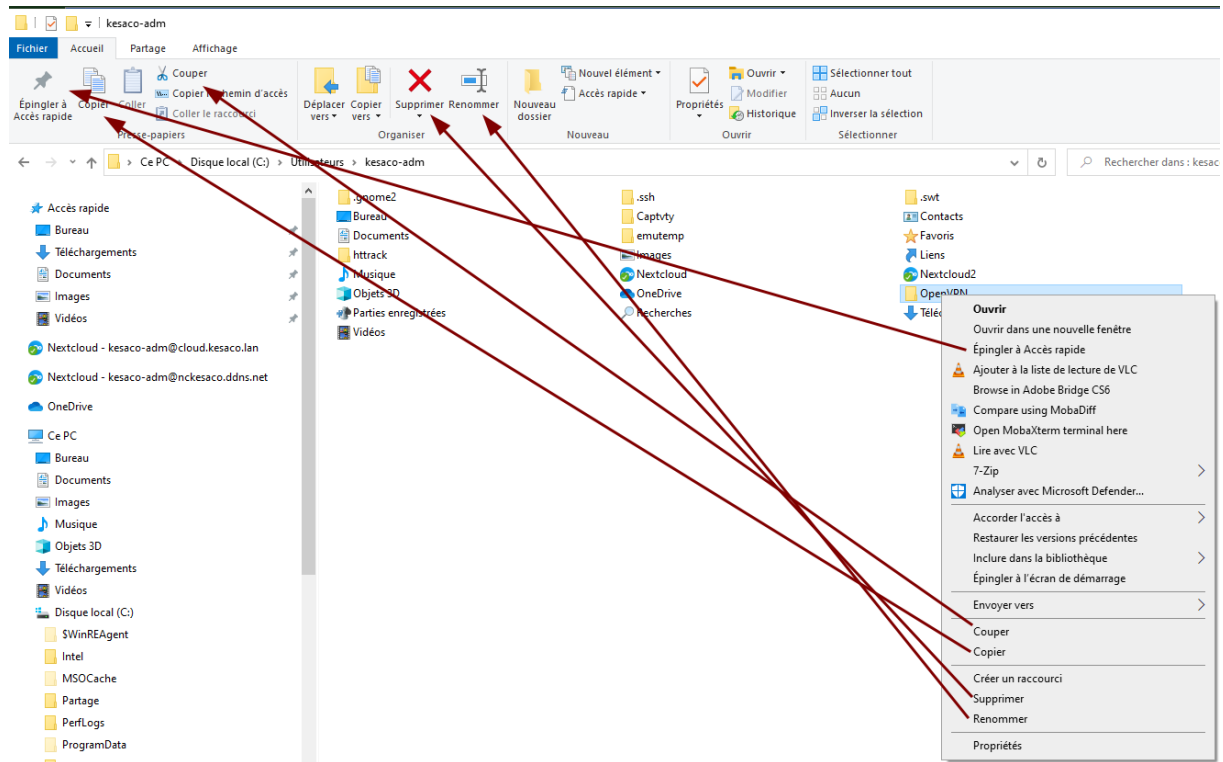 kesaco-adm
Fichier Accueil Partage Affichage
Épingler à Accès rapide
Copier
Coller
Couper
Copier le chemin d'accès
Coller le raccourci
Presse-papiers
Déplacer vers
Copier vers
Supprimer
Renommer
Organiser
Nouveau dossier
Nouvel élément
Accès rapide
Nouveau
Propriétés
Ouvrir
Modifier
Historique
Ouvrir
Sélectionner tout
Aucun
Inverser la sélection
Sélectionner
Ce PC > Disque local (C:) > Utilisateurs > kesaco-adm
Rechercher dans : kesac
Accès rapide
Bureau
Téléchargements
Documents
Images
Vidéos
Nextcloud - kesaco-adm@cloud.kesaco.lan
Nextcloud - kesaco-adm@nckesaco.ddns.net
OneDrive
Ce PC
Bureau
Documents
Images
Musique
Objets 3D
Téléchargements
Vidéos
Disque local (C:)
$WinREAgent
Intel
MSOCache
Partage
PerfLogs
ProgramData
.gnome2
Bureau
Documents
httrack
Musique
Objets 3D
Parties enregistrées
Vidéos
.ssh
Captvty
emutemp
Images
Nextcloud
OneDrive
Recherches
.swt
Contacts
Favoris
Liens
Nextcloud2
OpenVPN
Ouvrir
Ouvrir dans une nouvelle fenêtre
Épingler à Accès rapide
Ajouter à la liste de lecture de VLC
Browse in Adobe Bridge CS6
Compare using MobaDiff
Open MobaXterm terminal here
Lire avec VLC
7-Zip
Analyser avec Microsoft Defender...
Accorder l'accès à
Restaurer les versions précédentes
Inclure dans la bibliothèque
Épingler à l'écran de démarrage
Envoyer vers
Couper
Copier
Créer un raccourci
Supprimer
Renommer
Propriétés